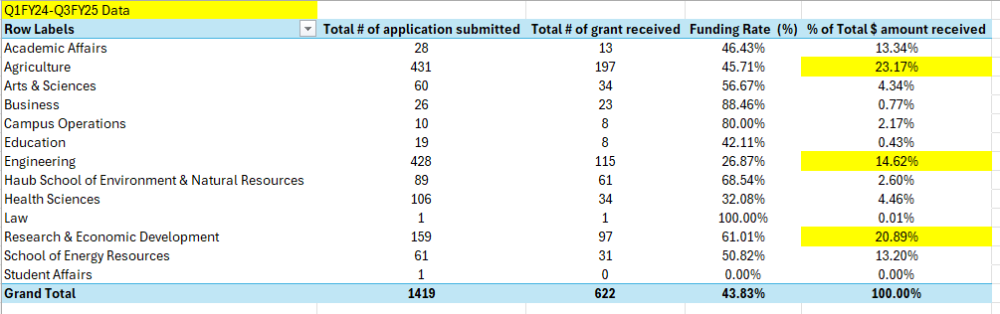 Q1FY24-Q3FY25 Data
Row Labels Total # of application submitted Total # of grant received Funding Rate (%) % of Total $ amount received
Academic Affairs 28 13 46.43% 13.34%
Agriculture 431 197 45.71% 23.17%
Arts & Sciences 60 34 56.67% 4.34%
Business 26 23 88.46% 0.77%
Campus Operations 10 8 80.00% 2.17%
Education 19 8 42.11% 0.43%
Engineering 428 115 26.87% 14.62%
Haub School of Environment & Natural Resources 89 61 68.54% 2.60%
Health Sciences 106 34 32.08% 4.46%
Law 1 1 100.00% 0.01%
Research & Economic Development 159 97 61.01% 20.89%
School of Energy Resources 61 31 50.82% 13.20%
Student Affairs 1 0 0.00% 0.00%
Grand Total 1419 622 43.83% 100.00%